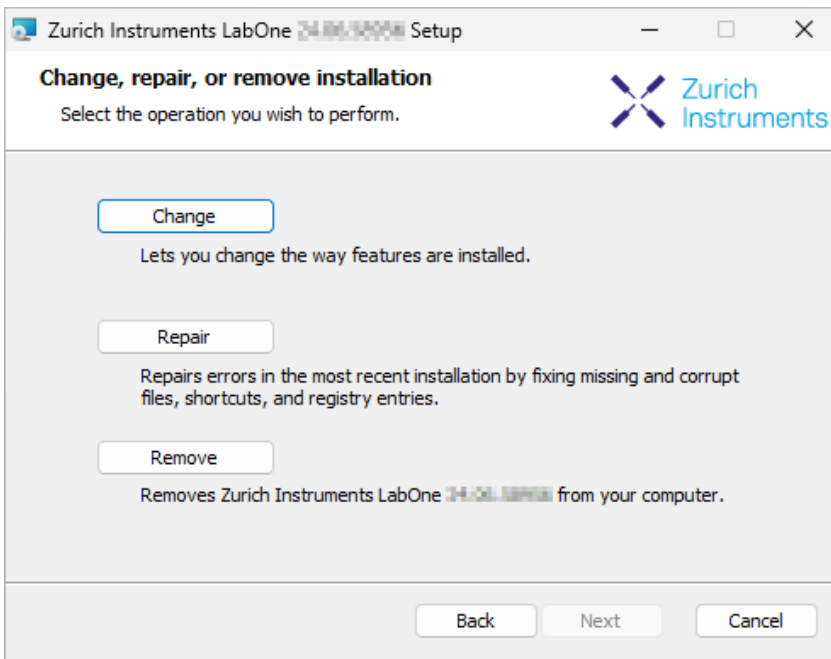 Zurich Instruments LabOne Setup
Change, repair, or remove installation
Select the operation you wish to perform.
Zurich
Instruments
Change
Lets you change the way features are installed.
Repair
Repairs errors in the most recent installation by fixing missing and corrupt
files, shortcuts, and registry entries.
Remove
Removes Zurich Instruments LabOne from your computer.
Back
Next
Cancel